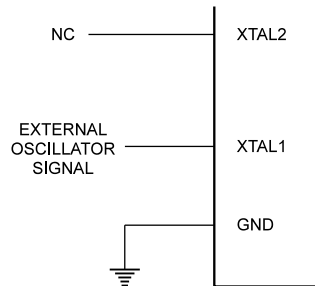 NC
XTAL2
EXTERNAL
OSCILLATOR
SIGNAL
XTAL1
GND